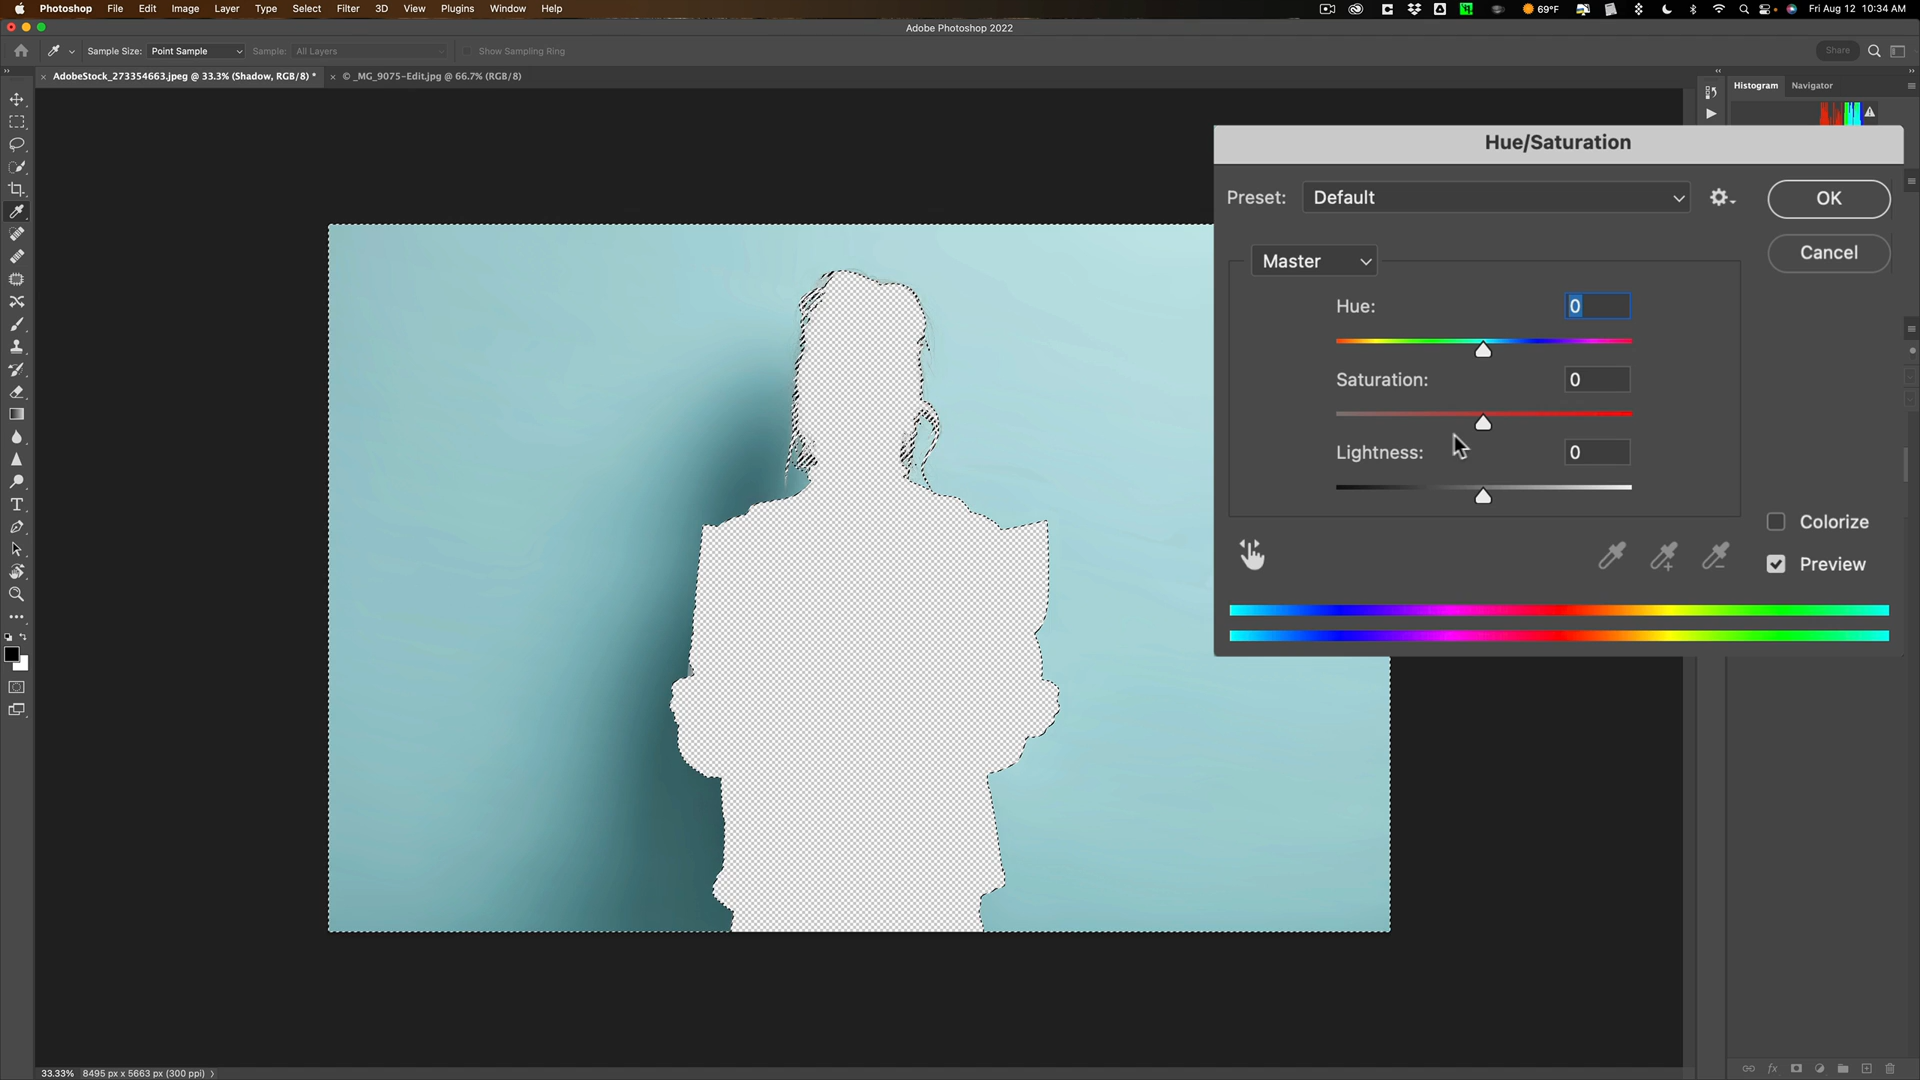 Photoshop File Edit Image Layer Type Select Filter 3D View Plugins Window Help
69°F Fri Aug 12 10:34 AM
Adobe Photoshop 2022
Sample Size: Point Sample Sample: All Layers Show Sampling Ring
Share
× AdobeStock_273354663.jpeg @ 33.3% (Shadow, RGB/8) *
× © _MG_9075-Edit.jpg @ 66.7% (RGB/8)
Histogram Navigator
Hue/Saturation
Preset: Default
OK
Cancel
Master
Hue: 0
Saturation: 0
Lightness: 0
Colorize
Preview
33.33% 8495 px x 5663 px (300 ppi)